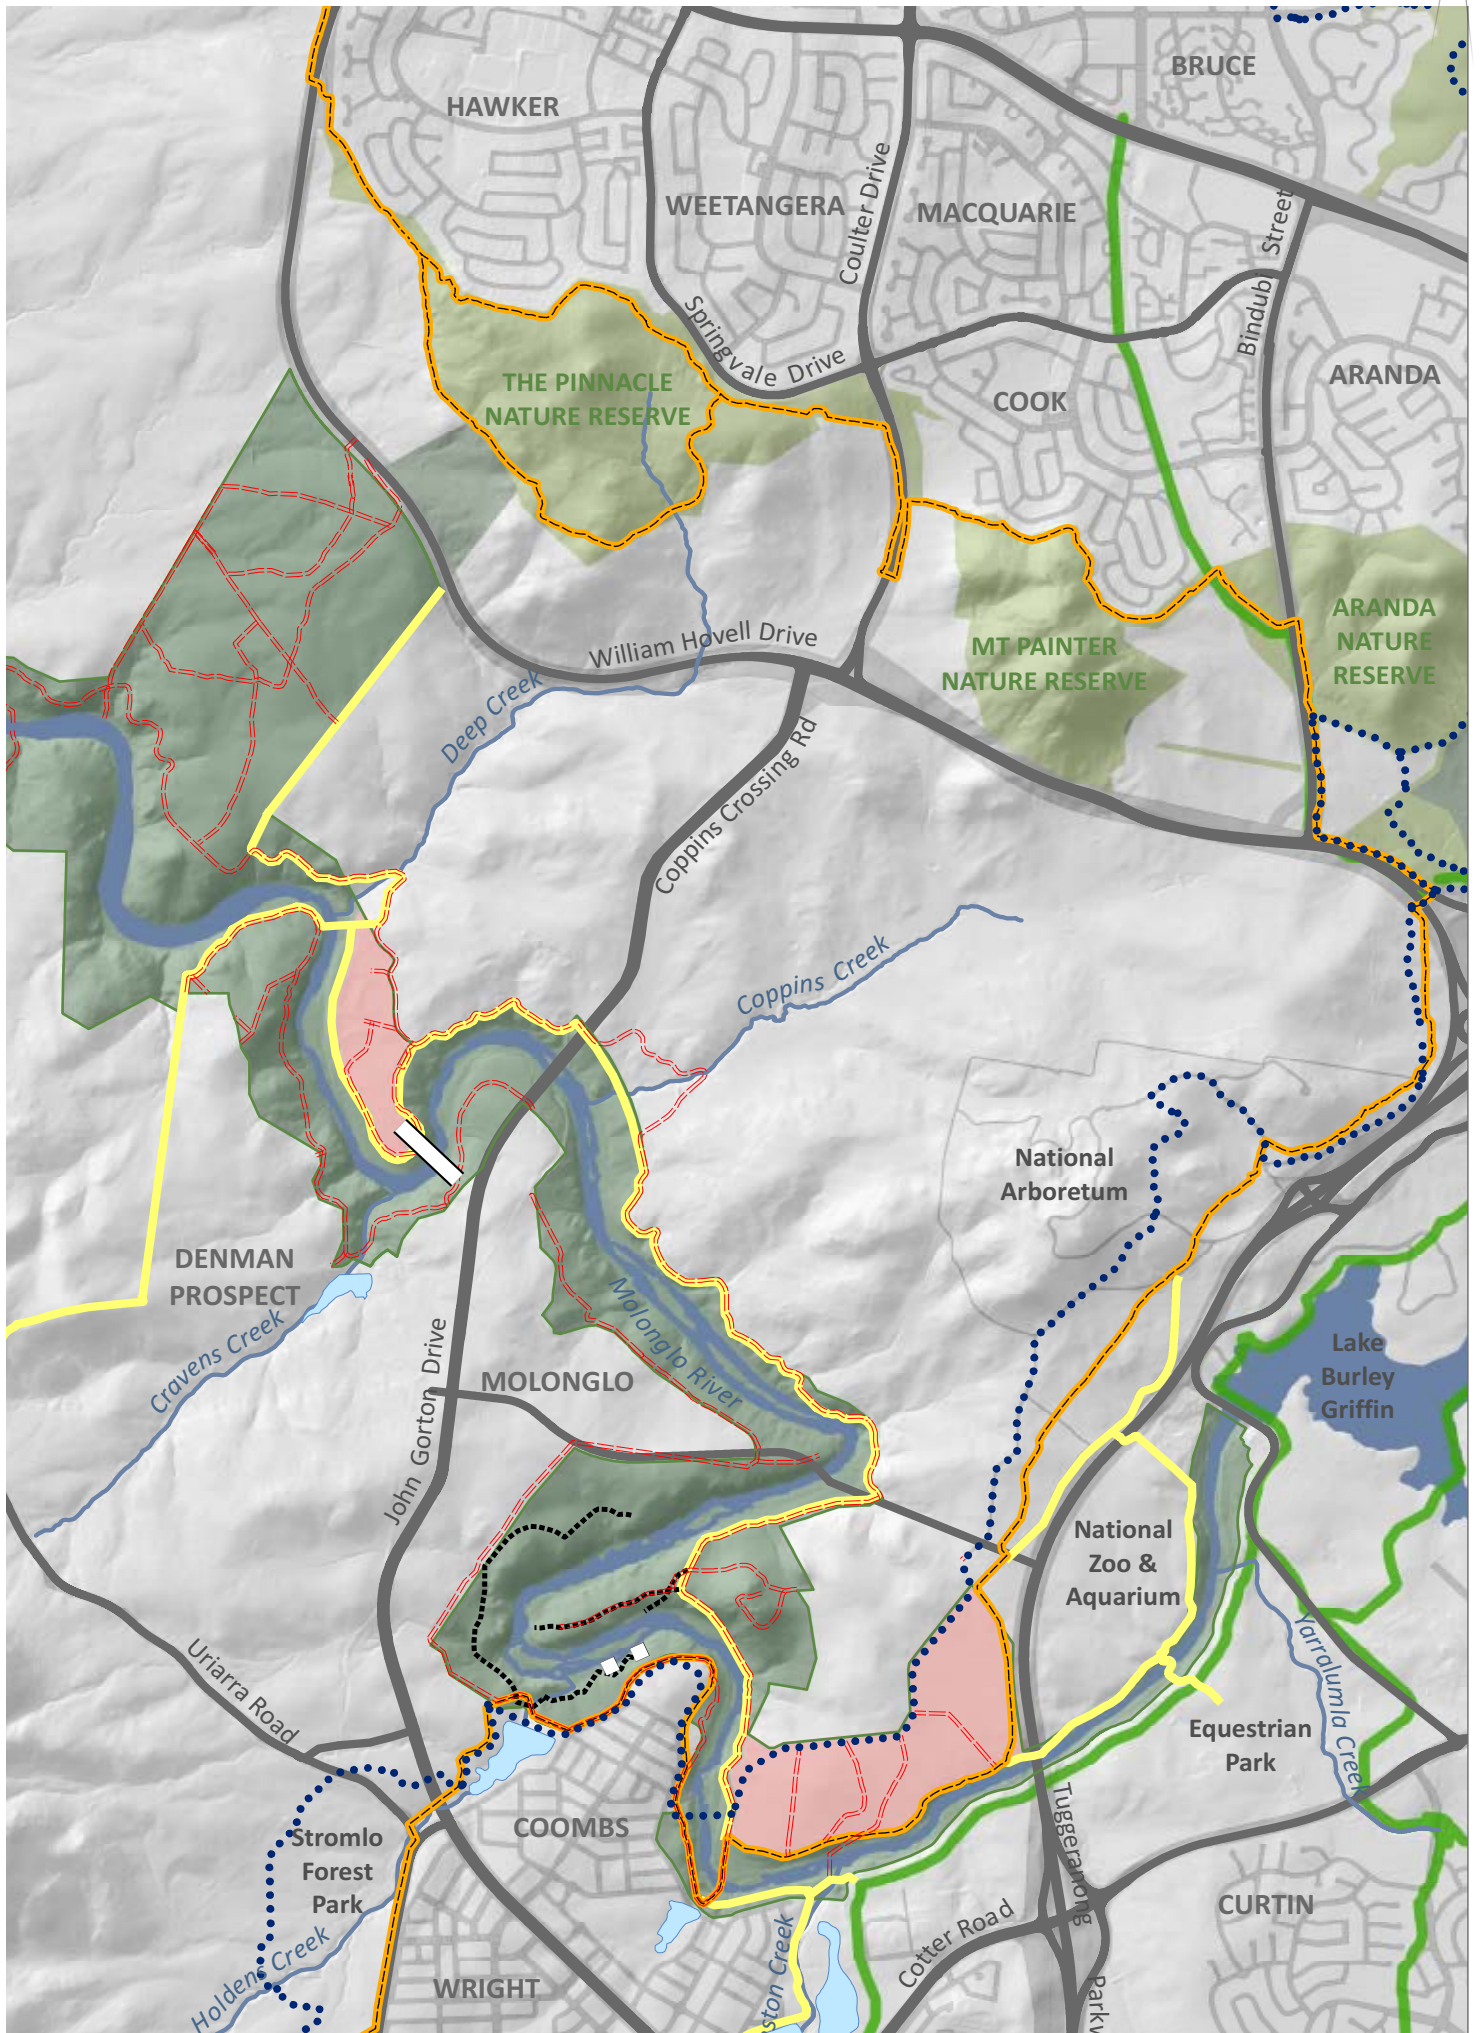 BRUCE
HAWKER
WEETANGERA
MACQUARIE
Coulter Drive
Bindubi Street
Springvale Drive
ARANDA
THE PINNACLE
NATURE RESERVE
COOK
ARANDA
NATURE
RESERVE
William Hovell Drive
MT PAINTER
NATURE RESERVE
Deep Creek
Coppins Crossing Rd
Coppins Creek
National
Arboretum
DENMAN
PROSPECT
Cravens Creek
Molonglo River
Lake
Burley
Griffin
John Gorton Drive
MOLONGLO
National
Zoo &
Aquarium
Uriarra Road
Yarralumla Creek
Equestrian
Park
COOMBS
Stromlo
Forest
Park
Tuggeranong
CURTIN
Cotter Road
Holdens Creek
WRIGHT
Creek